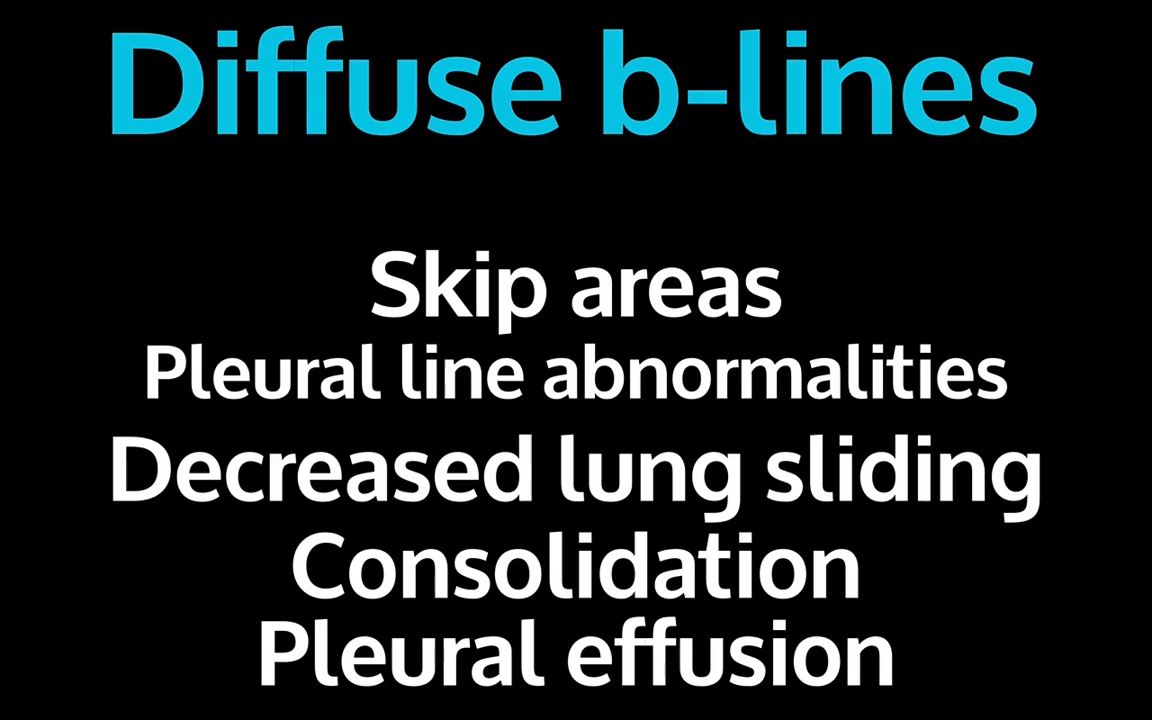 Diffuse b-lines
Skip areas
Pleural line abnormalities
Decreased lung sliding
Consolidation
Pleural effusion